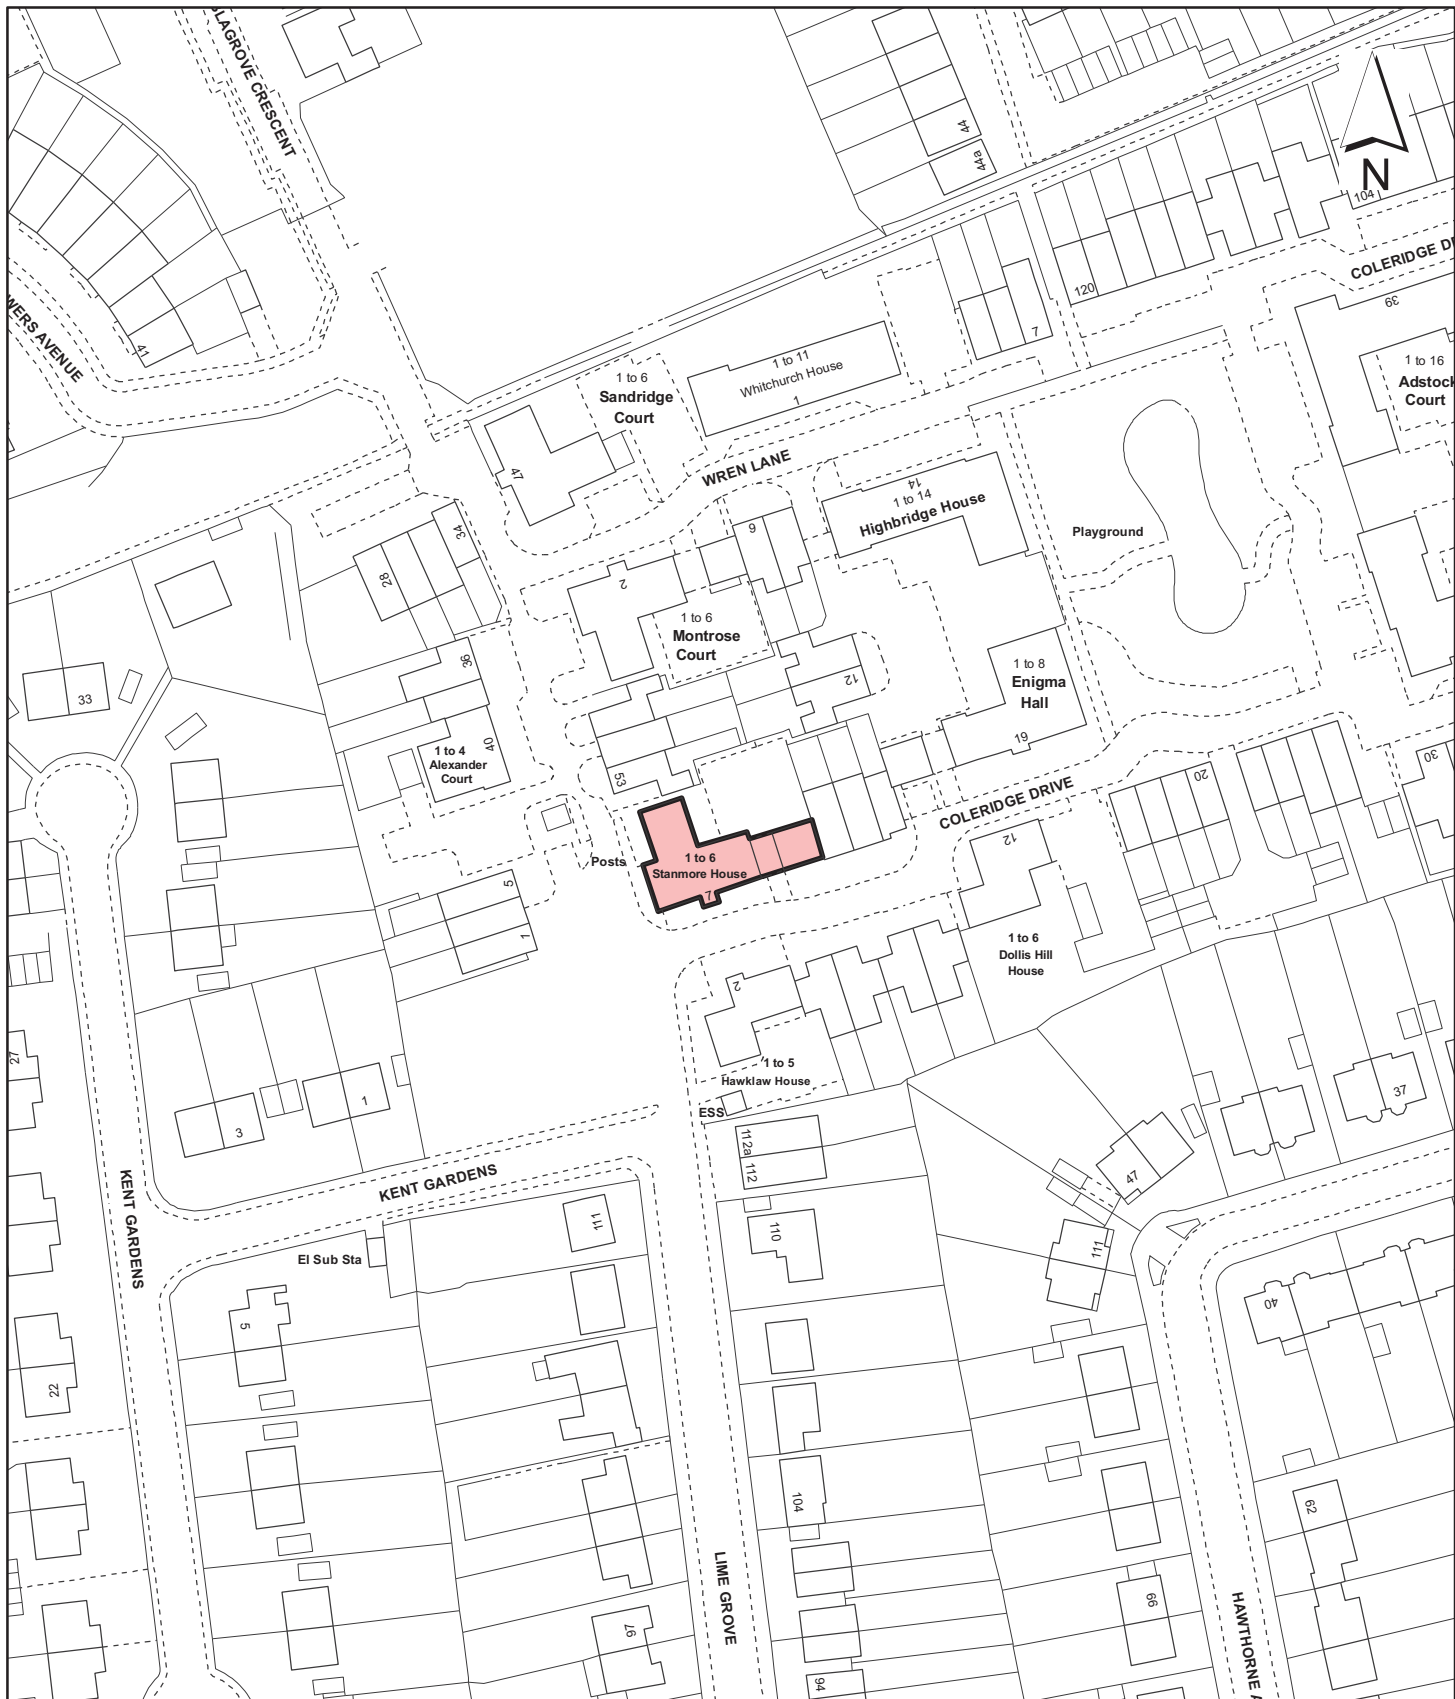 LAGROVE CRESCENT
44
44a
N
104
COLERIDGE D
39
WERS AVENUE
41
120
7
1 to 11
Whitchurch House
1
1 to 6
Sandridge
Court
1 to 16
Adstock
Court
47
WREN LANE
14
1 to 14
Highbridge House
Playground
34
28
9
2
1 to 6
Montrose
Court
36
33
12
1 to 8
Enigma
Hall
19
40
1 to 4
Alexander
Court
53
COLERIDGE DRIVE
20
30
12
Posts
1 to 6
Stanmore House
7
5
1
1 to 6
Dollis Hill
House
2
1 to 5
Hawklaw House
ESS
27
1
3
37
112a
112
47
KENT GARDENS
KENT GARDENS
111
110
111
El Sub Sta
5
40
22
104
62
LIME GROVE
66
97
HAWTHORNE A
94